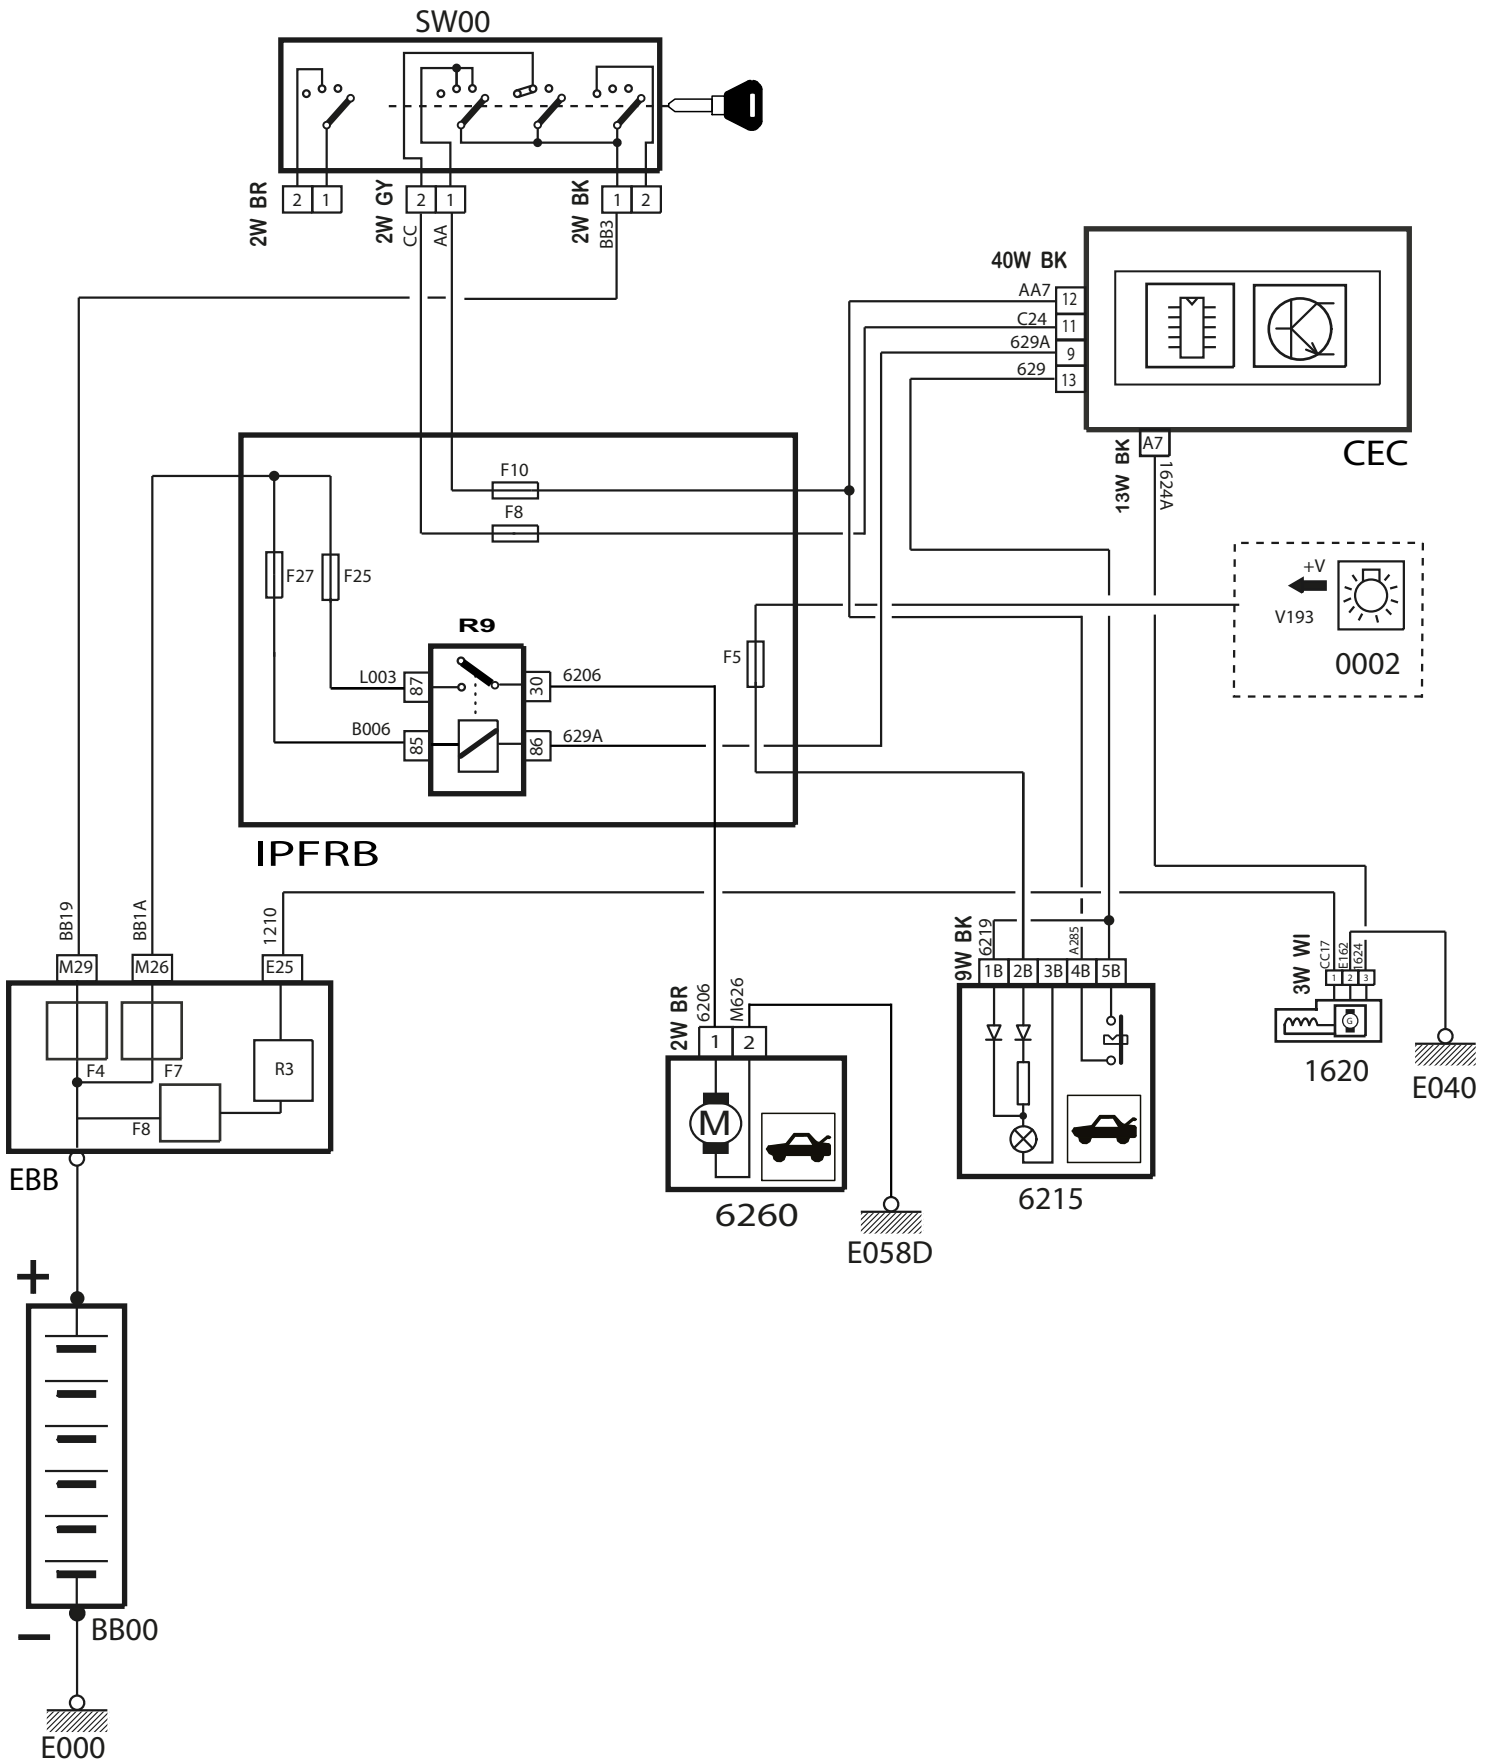 SW00
2W BR
2
1
2W GY
2
1
CC
AA
2W BK
1
2
BB3
40W BK
AA7
12
C24
11
629A
9
629
13
CEC
13W BK
A7
1624A
F10
F8
F27
F25
R9
L003
87
30
6206
B006
85
86
629A
F5
+V
V193
0002
IPFRB
BB19
BB1A
1210
M29
M26
E25
F4
F7
R3
F8
EBB
2W BR
6206
M626
1
2
M
6260
E058D
9W BK
6219
A285
1B
2B
3B
4B
5B
6215
3W WI
CC17
E162
1624
1
2
3
G
1620
E040
+
−
BB00
E000